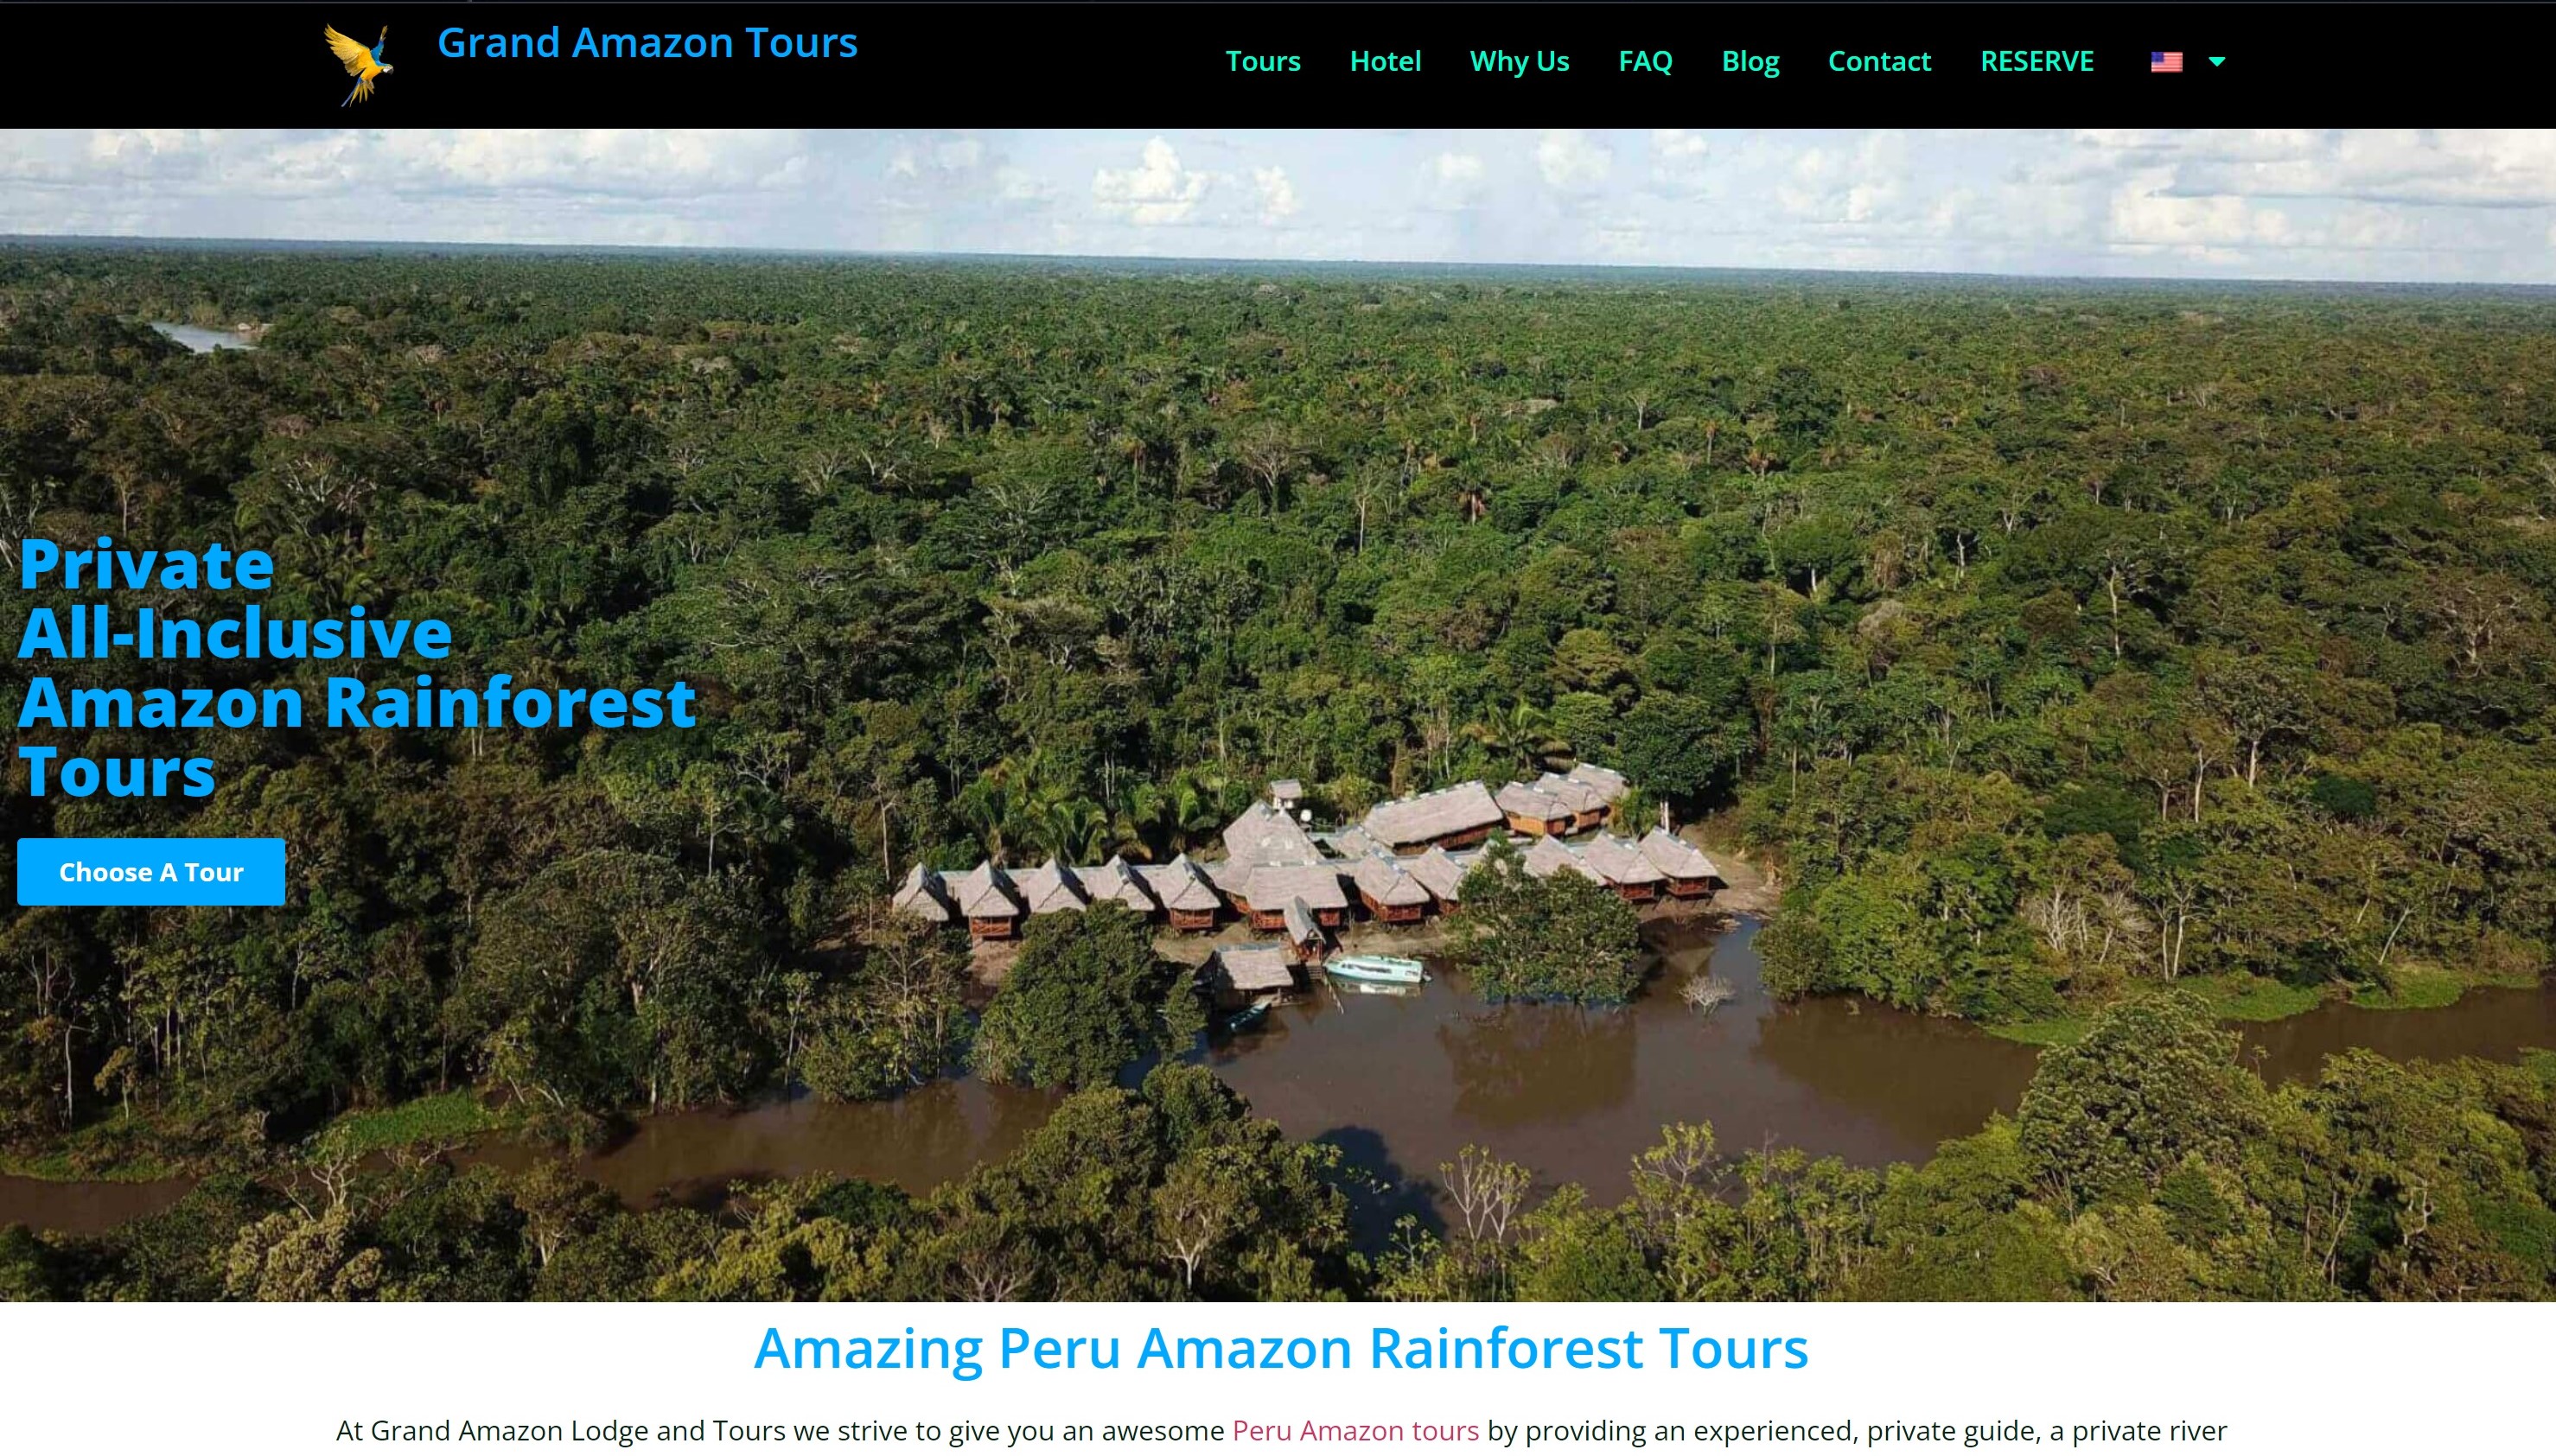 Grand Amazon Tours
Tours Hotel Why Us FAQ Blog Contact RESERVE
Private
All-Inclusive
Amazon Rainforest
Tours
Choose A Tour
Amazing Peru Amazon Rainforest Tours
At Grand Amazon Lodge and Tours we strive to give you an awesome Peru Amazon tours by providing an experienced, private guide, a private river